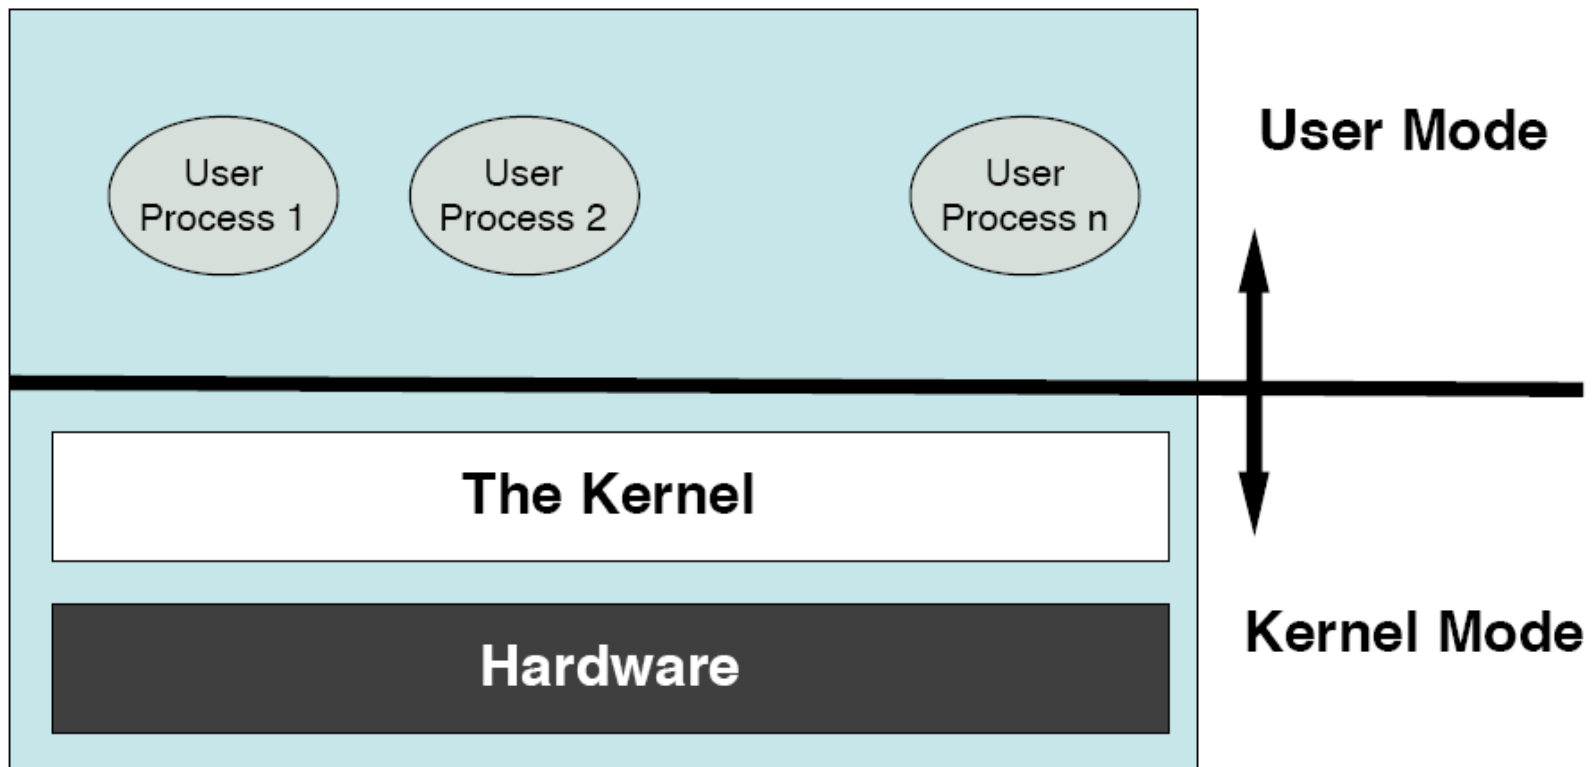 User
Process 1
User
Process 2
User
Process n
User Mode
The Kernel
Hardware
Kernel Mode